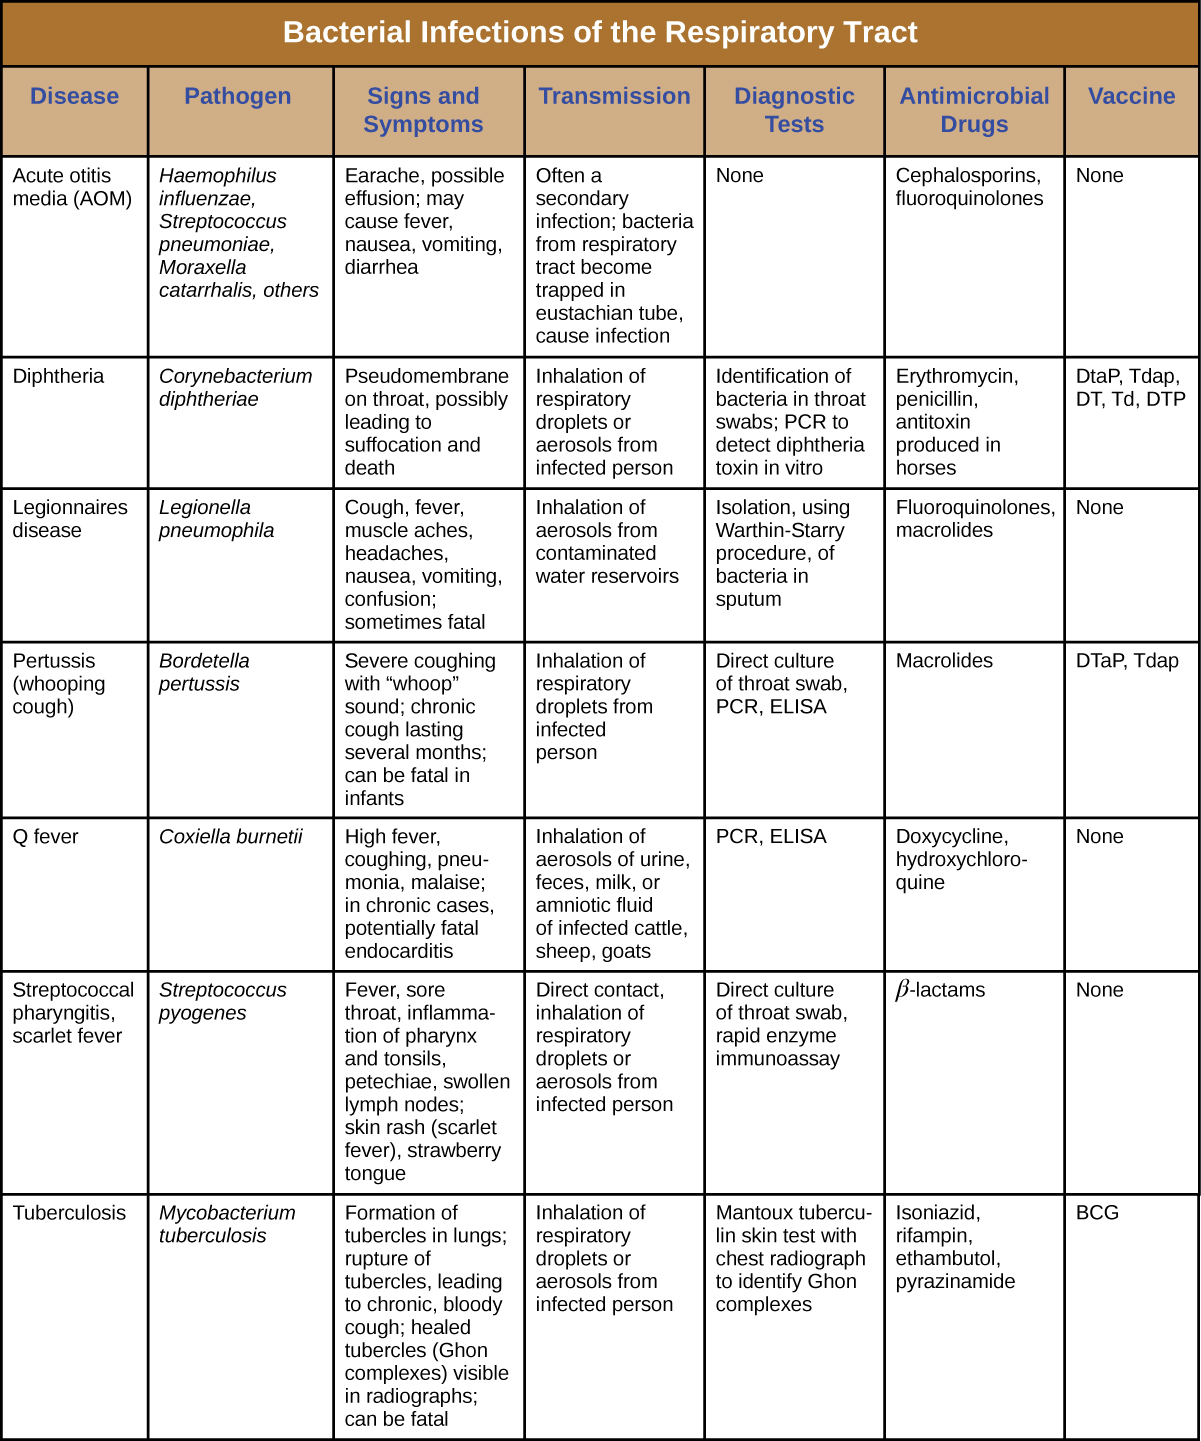 Bacterial Infections of the Respiratory Tract
Disease
Pathogen
Signs and
Symptoms
Transmission
Diagnostic
Tests
Antimicrobial
Drugs
Vaccine
Acute otitis
media (AOM)
Haemophilus
influenzae,
Streptococcus
pneumoniae,
Moraxella
catarrhalis, others
Earache, possible
effusion; may
cause fever,
nausea, vomiting,
diarrhea
Often a
secondary
infection; bacteria
from respiratory
tract become
trapped in
eustachian tube,
cause infection
None
Cephalosporins,
fluoroquinolones
None
Diphtheria
Corynebacterium
diphtheriae
Pseudomembrane
on throat, possibly
leading to
suffocation and
death
Inhalation of
respiratory
droplets or
aerosols from
infected person
Identification of
bacteria in throat
swabs; PCR to
detect diphtheria
toxin in vitro
Erythromycin,
penicillin,
antitoxin
produced in
horses
DtaP, Tdap,
DT, Td, DTP
Legionnaires
disease
Legionella
pneumophila
Cough, fever,
muscle aches,
headaches,
nausea, vomiting,
confusion;
sometimes fatal
Inhalation of
aerosols from
contaminated
water reservoirs
Isolation, using
Warthin-Starry
procedure, of
bacteria in
sputum
Fluoroquinolones,
macrolides
None
Pertussis
(whooping
cough)
Bordetella
pertussis
Severe coughing
with “whoop”
sound; chronic
cough lasting
several months;
can be fatal in
infants
Inhalation of
respiratory
droplets from
infected
person
Direct culture
of throat swab,
PCR, ELISA
Macrolides
DTaP, Tdap
Q fever
Coxiella burnetii
High fever,
coughing, pneu-
monia, malaise;
in chronic cases,
potentially fatal
endocarditis
Inhalation of
aerosols of urine,
feces, milk, or
amniotic fluid
of infected cattle,
sheep, goats
PCR, ELISA
Doxycycline,
hydroxychloro-
quine
None
Streptococcal
pharyngitis,
scarlet fever
Streptococcus
pyogenes
Fever, sore
throat, inflamma-
tion of pharynx
and tonsils,
petechiae, swollen
lymph nodes;
skin rash (scarlet
fever), strawberry
tongue
Direct contact,
inhalation of
respiratory
droplets or
aerosols from
infected person
Direct culture
of throat swab,
rapid enzyme
immunoassay
β-lactams
None
Tuberculosis
Mycobacterium
tuberculosis
Formation of
tubercles in lungs;
rupture of
tubercles, leading
to chronic, bloody
cough; healed
tubercles (Ghon
complexes) visible
in radiographs;
can be fatal
Inhalation of
respiratory
droplets or
aerosols from
infected person
Mantoux tubercu-
lin skin test with
chest radiograph
to identify Ghon
complexes
Isoniazid,
rifampin,
ethambutol,
pyrazinamide
BCG